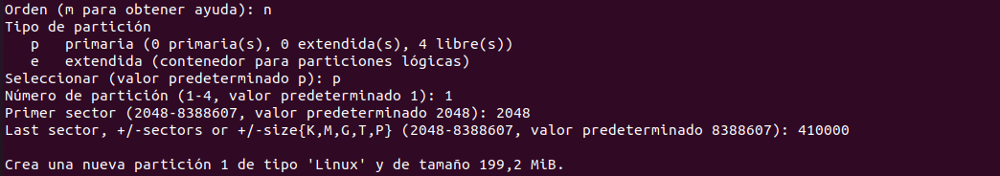 Orden (m para obtener ayuda): n
Tipo de partición
   p   primaria (0 primaria(s), 0 extendida(s), 4 libre(s))
   e   extendida (contenedor para particiones lógicas)
Seleccionar (valor predeterminado p): p
Número de partición (1-4, valor predeterminado 1): 1
Primer sector (2048-8388607, valor predeterminado 2048): 2048
Last sector, +/-sectors or +/-size{K,M,G,T,P} (2048-8388607, valor predeterminado 8388607): 410000
Crea una nueva partición 1 de tipo 'Linux' y de tamaño 199,2 MiB.